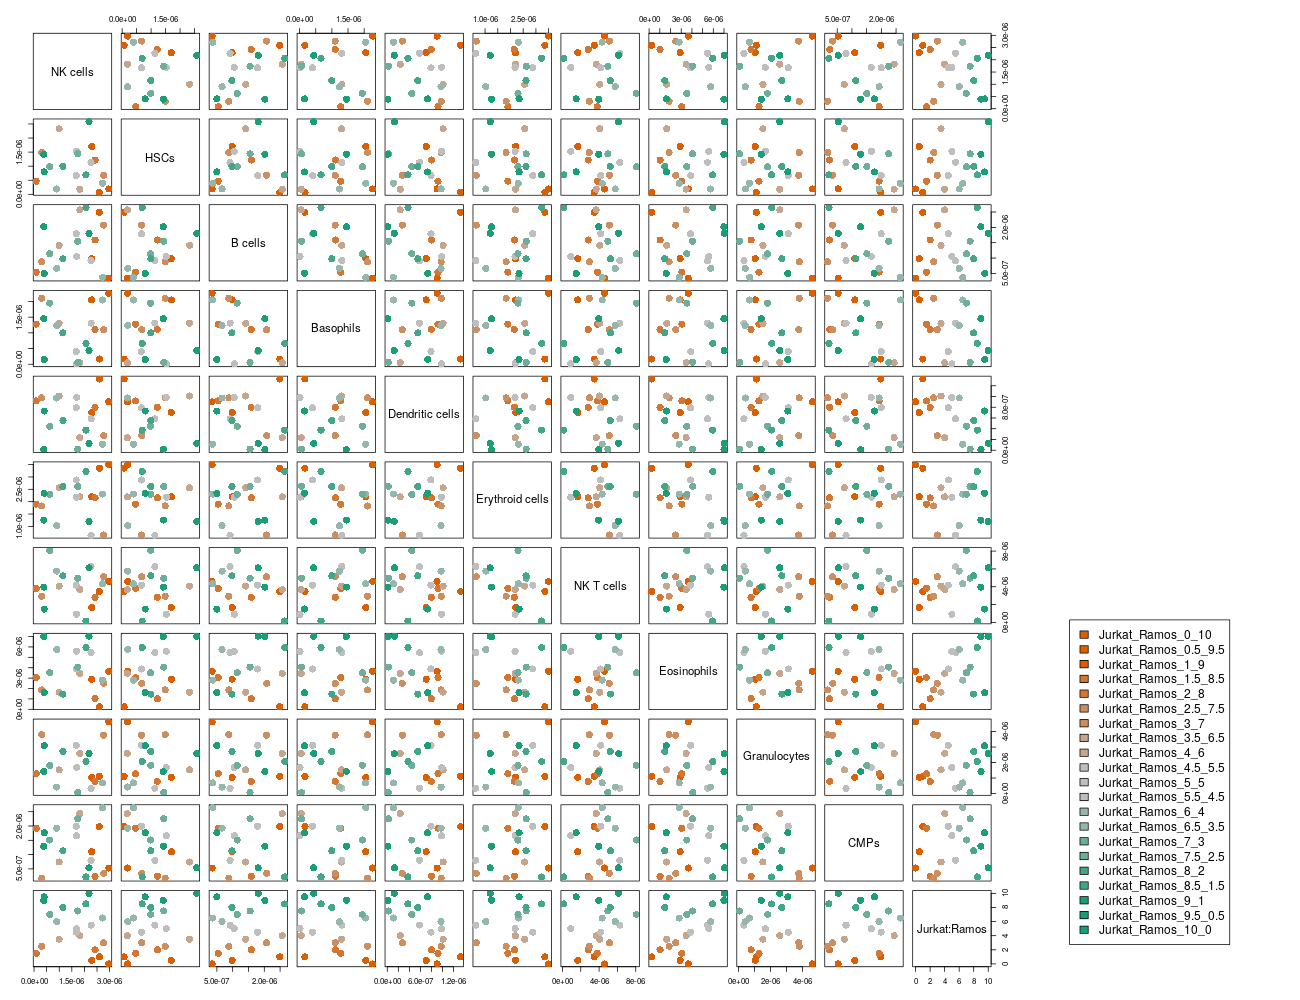 0.0e+00 1.5e-06 0.0e+00 1.5e-06 1.0e-06 2.5e-06 0e+00 3e-06 6e-06 5.0e-07 2.0e-06
NK cells
0.0e+00 1.5e-06 3.0e-06
HSCs
0.0e+00 1.5e-06
B cells
5.0e-07 2.0e-06
Basophils
0.0e+00 1.5e-06
Dendritic cells
0.0e+00 8.0e-07
Erythroid cells
1.0e-06 2.5e-06
NK T cells
0e+00 4e-06 8e-06
Eosinophils
0e+00 3e-06 6e-06
Granulocytes
0e+00 2e-06 4e-06
CMPs
5.0e-07 2.0e-06
Jurkat:Ramos
0 2 4 6 8 10
0.0e+00 1.5e-06 3.0e-06 5.0e-07 2.0e-06 0.0e+00 6.0e-07 1.2e-06 0e+00 4e-06 8e-06 0e+00 2e-06 4e-06 0 2 4 6 8 10
Jurkat_Ramos_0_10
Jurkat_Ramos_0.5_9.5
Jurkat_Ramos_1_9
Jurkat_Ramos_1.5_8.5
Jurkat_Ramos_2_8
Jurkat_Ramos_2.5_7.5
Jurkat_Ramos_3_7
Jurkat_Ramos_3.5_6.5
Jurkat_Ramos_4_6
Jurkat_Ramos_4.5_5.5
Jurkat_Ramos_5_5
Jurkat_Ramos_5.5_4.5
Jurkat_Ramos_6_4
Jurkat_Ramos_6.5_3.5
Jurkat_Ramos_7_3
Jurkat_Ramos_7.5_2.5
Jurkat_Ramos_8_2
Jurkat_Ramos_8.5_1.5
Jurkat_Ramos_9_1
Jurkat_Ramos_9.5_0.5
Jurkat_Ramos_10_0